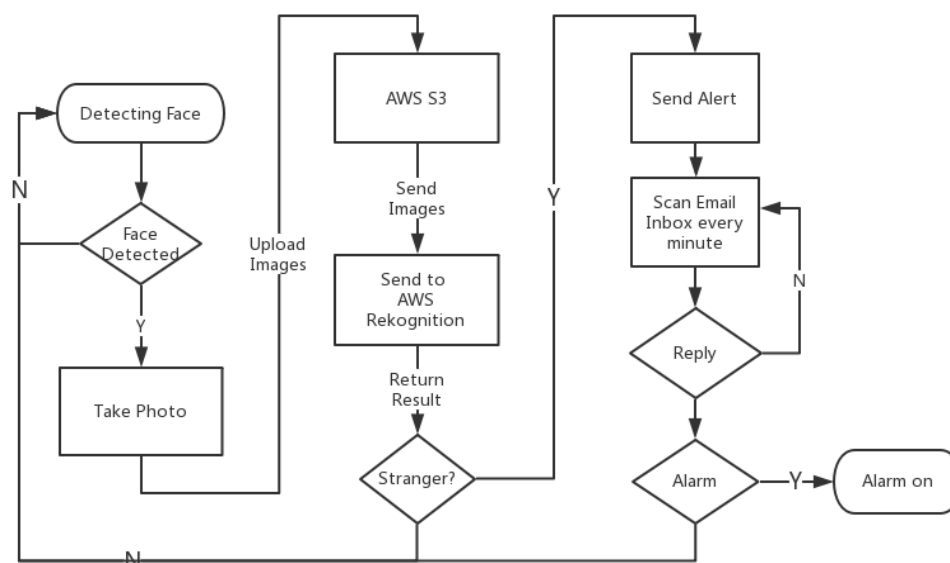 Detecting Face
N
Face
Detected
Y
Take Photo
Upload
Images
AWS S3
Send
Images
Send to
AWS
Rekognition
Return
Result
Stranger?
N
Y
Send Alert
Scan Email
Inbox every
minute
N
Reply
Alarm
Y
Alarm on